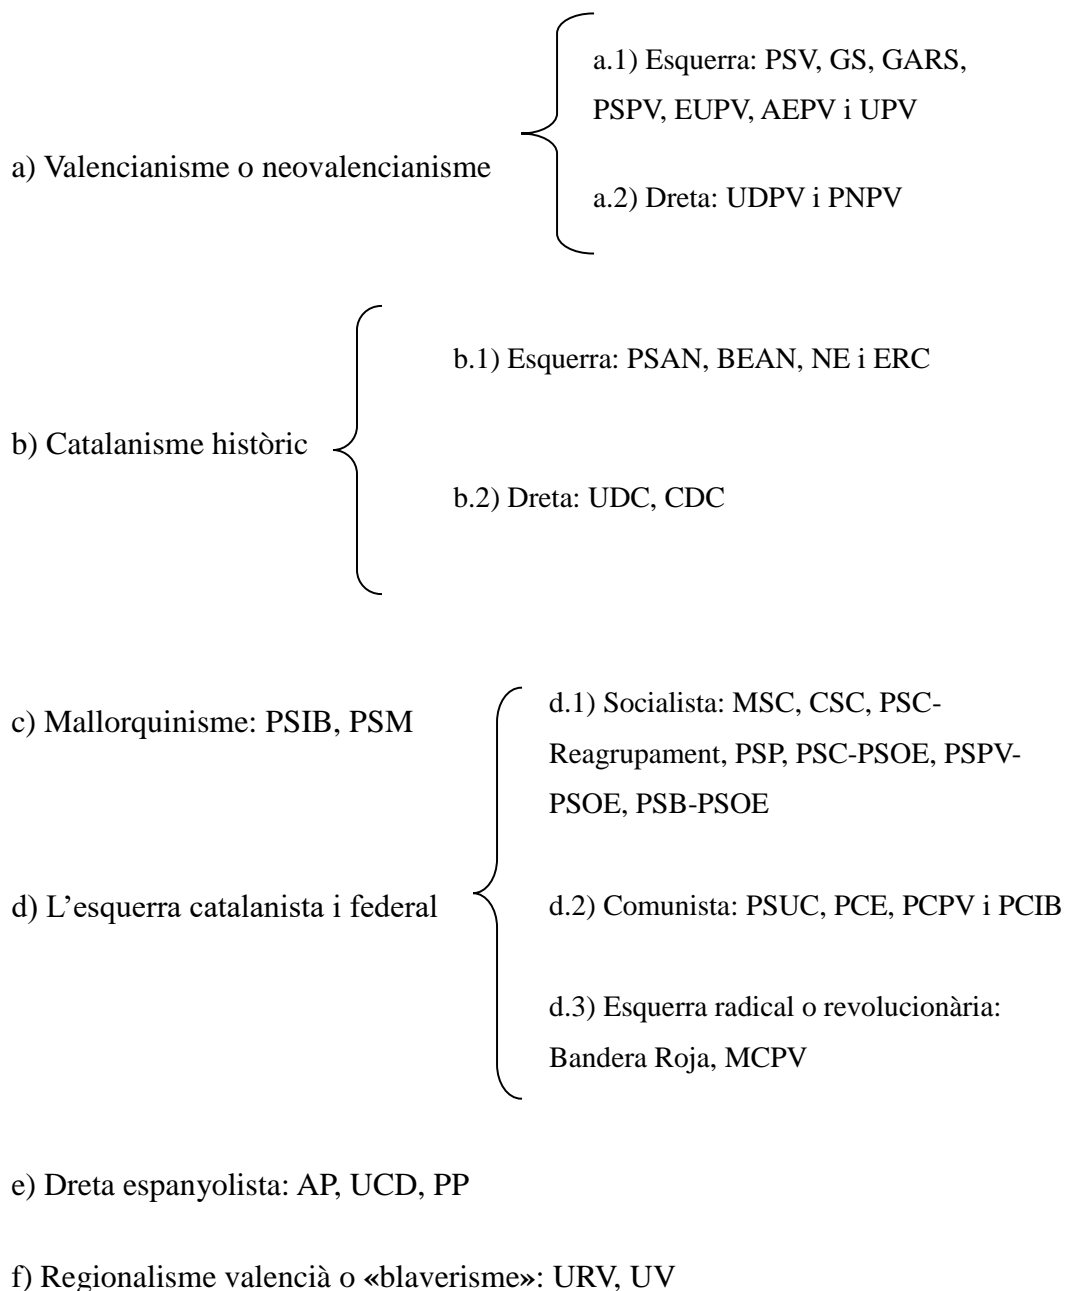 a) Valencianisme o neovalencianisme
a.1) Esquerra: PSV, GS, GARS,
PSPV, EUPV, AEPV i UPV
a.2) Dreta: UDPV i PNPV
b) Catalanisme històric
b.1) Esquerra: PSAN, BEAN, NE i ERC
b.2) Dreta: UDC, CDC
c) Mallorquinisme: PSIB, PSM
d) L’esquerra catalanista i federal
d.1) Socialista: MSC, CSC, PSC-
Reagrupament, PSP, PSC-PSOE, PSPV-
PSOE, PSB-PSOE
d.2) Comunista: PSUC, PCE, PCPV i PCIB
d.3) Esquerra radical o revolucionària:
Bandera Roja, MCPV
e) Dreta espanyolista: AP, UCD, PP
f) Regionalisme valencià o «blaverisme»: URV, UV